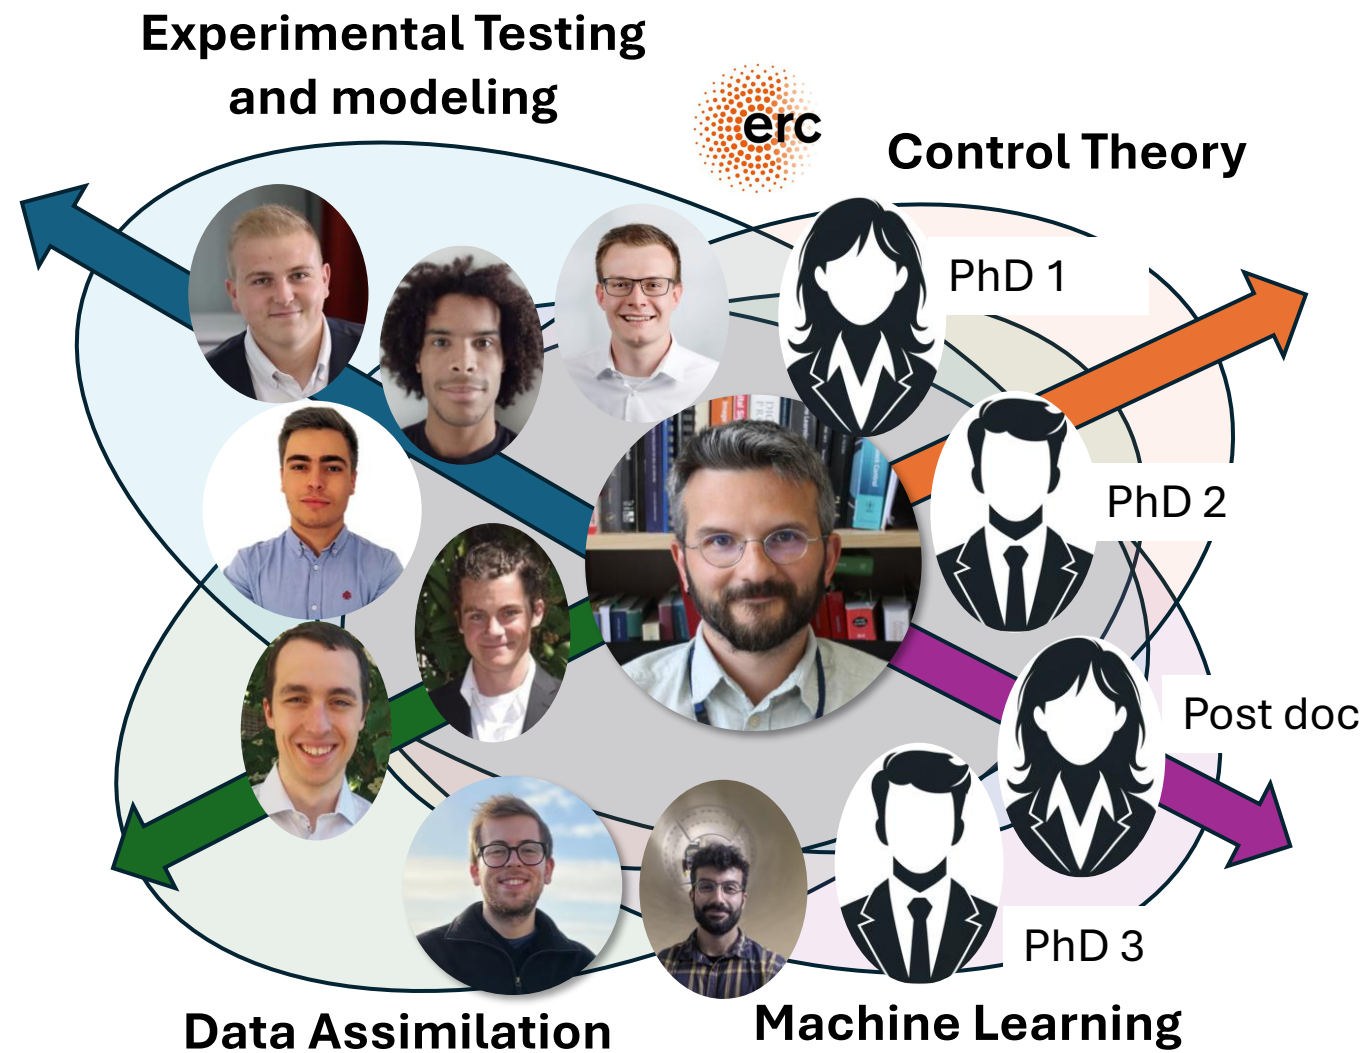 Experimental Testing
and modeling
erc
Control Theory
PhD 1
PhD 2
Post doc
PhD 3
Data Assimilation
Machine Learning